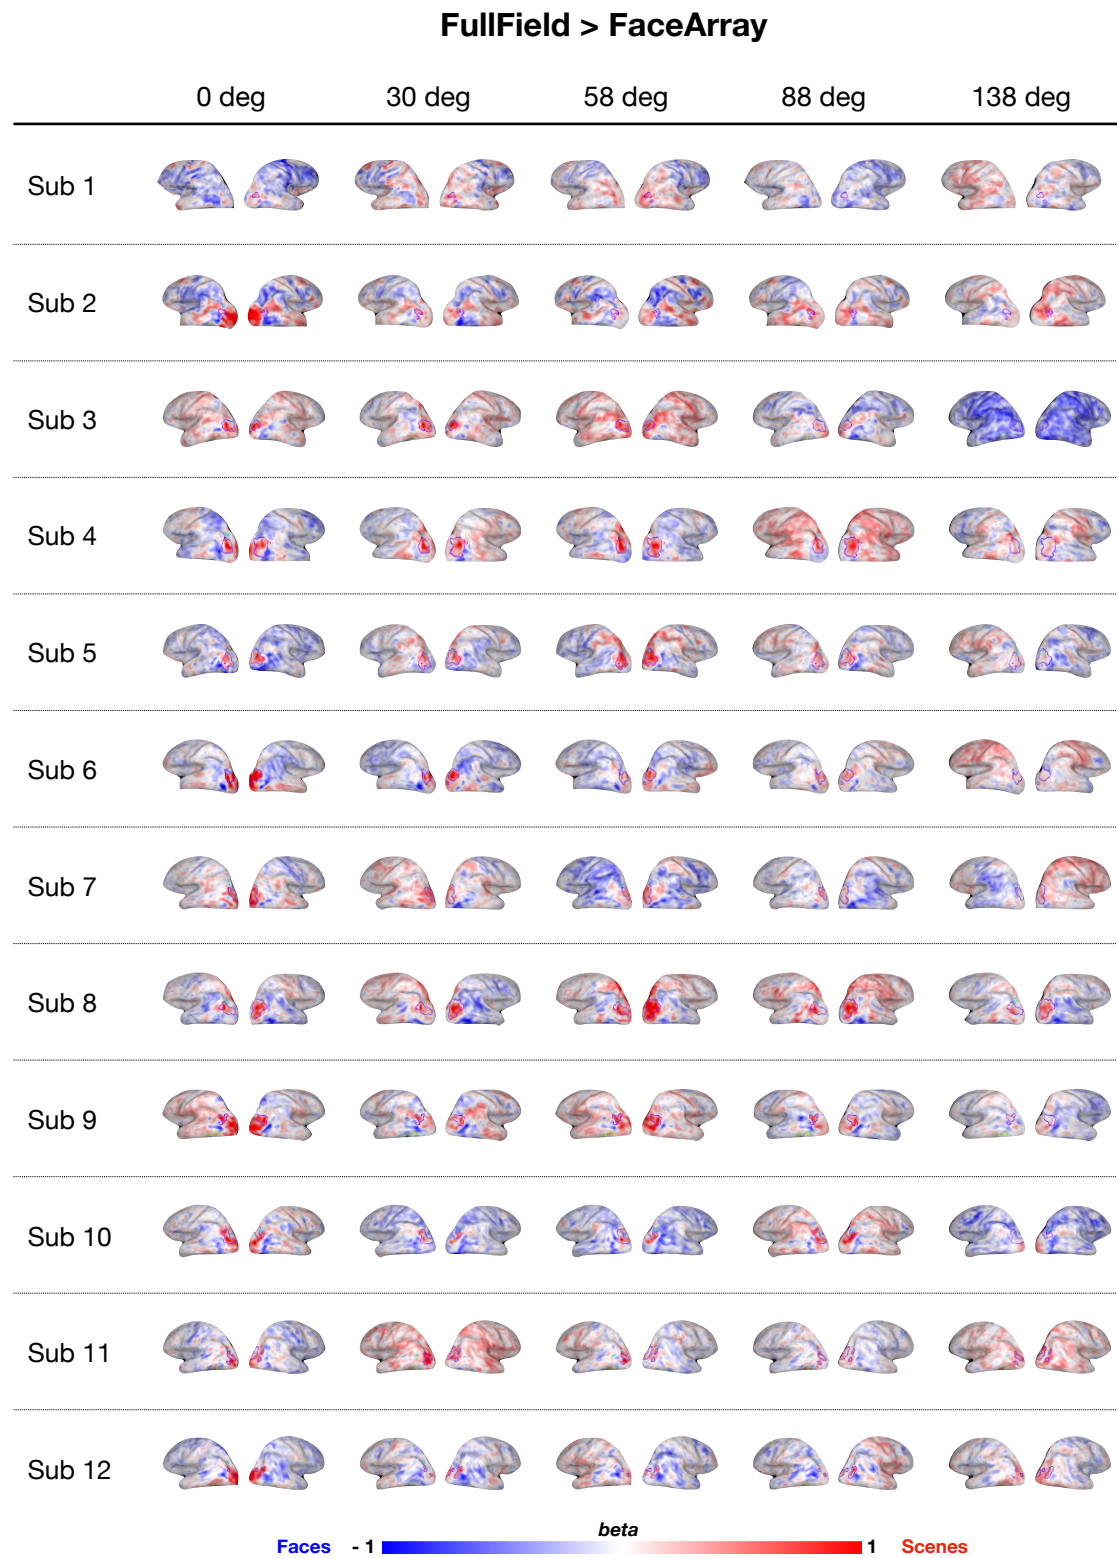 FullField > FaceArray
0 deg 30 deg 58 deg 88 deg 138 deg
Sub 1
Sub 2
Sub 3
Sub 4
Sub 5
Sub 6
Sub 7
Sub 8
Sub 9
Sub 10
Sub 11
Sub 12
beta
Faces - 1 1 Scenes